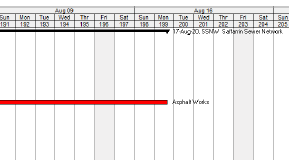 Aug 09 Aug 16
Sun Mon Tue Wed Thr Fri Sat Sun Mon Tue Wed Thr Fri Sat Sun
191 192 193 194 195 196 197 198 199 200 201 202 203 204 205
17-Aug-20, SSNW Saffanin Sewer Network
Asphalt Works